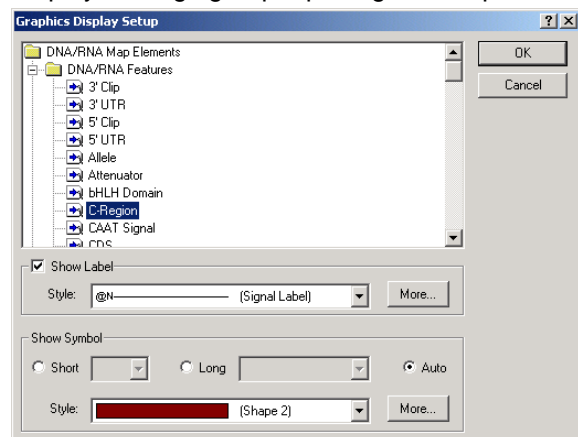 Graphics Display Setup
OK
Cancel
DNA/RNA Map Elements
DNA/RNA Features
3' Clip
3' UTR
5' Clip
5' UTR
Allele
Attenuator
bHLH Domain
C-Region
CAAT Signal
CDS
Show Label
Style: @N (Signal Label) More...
Show Symbol
Short Long Auto
Style: (Shape 2) More...